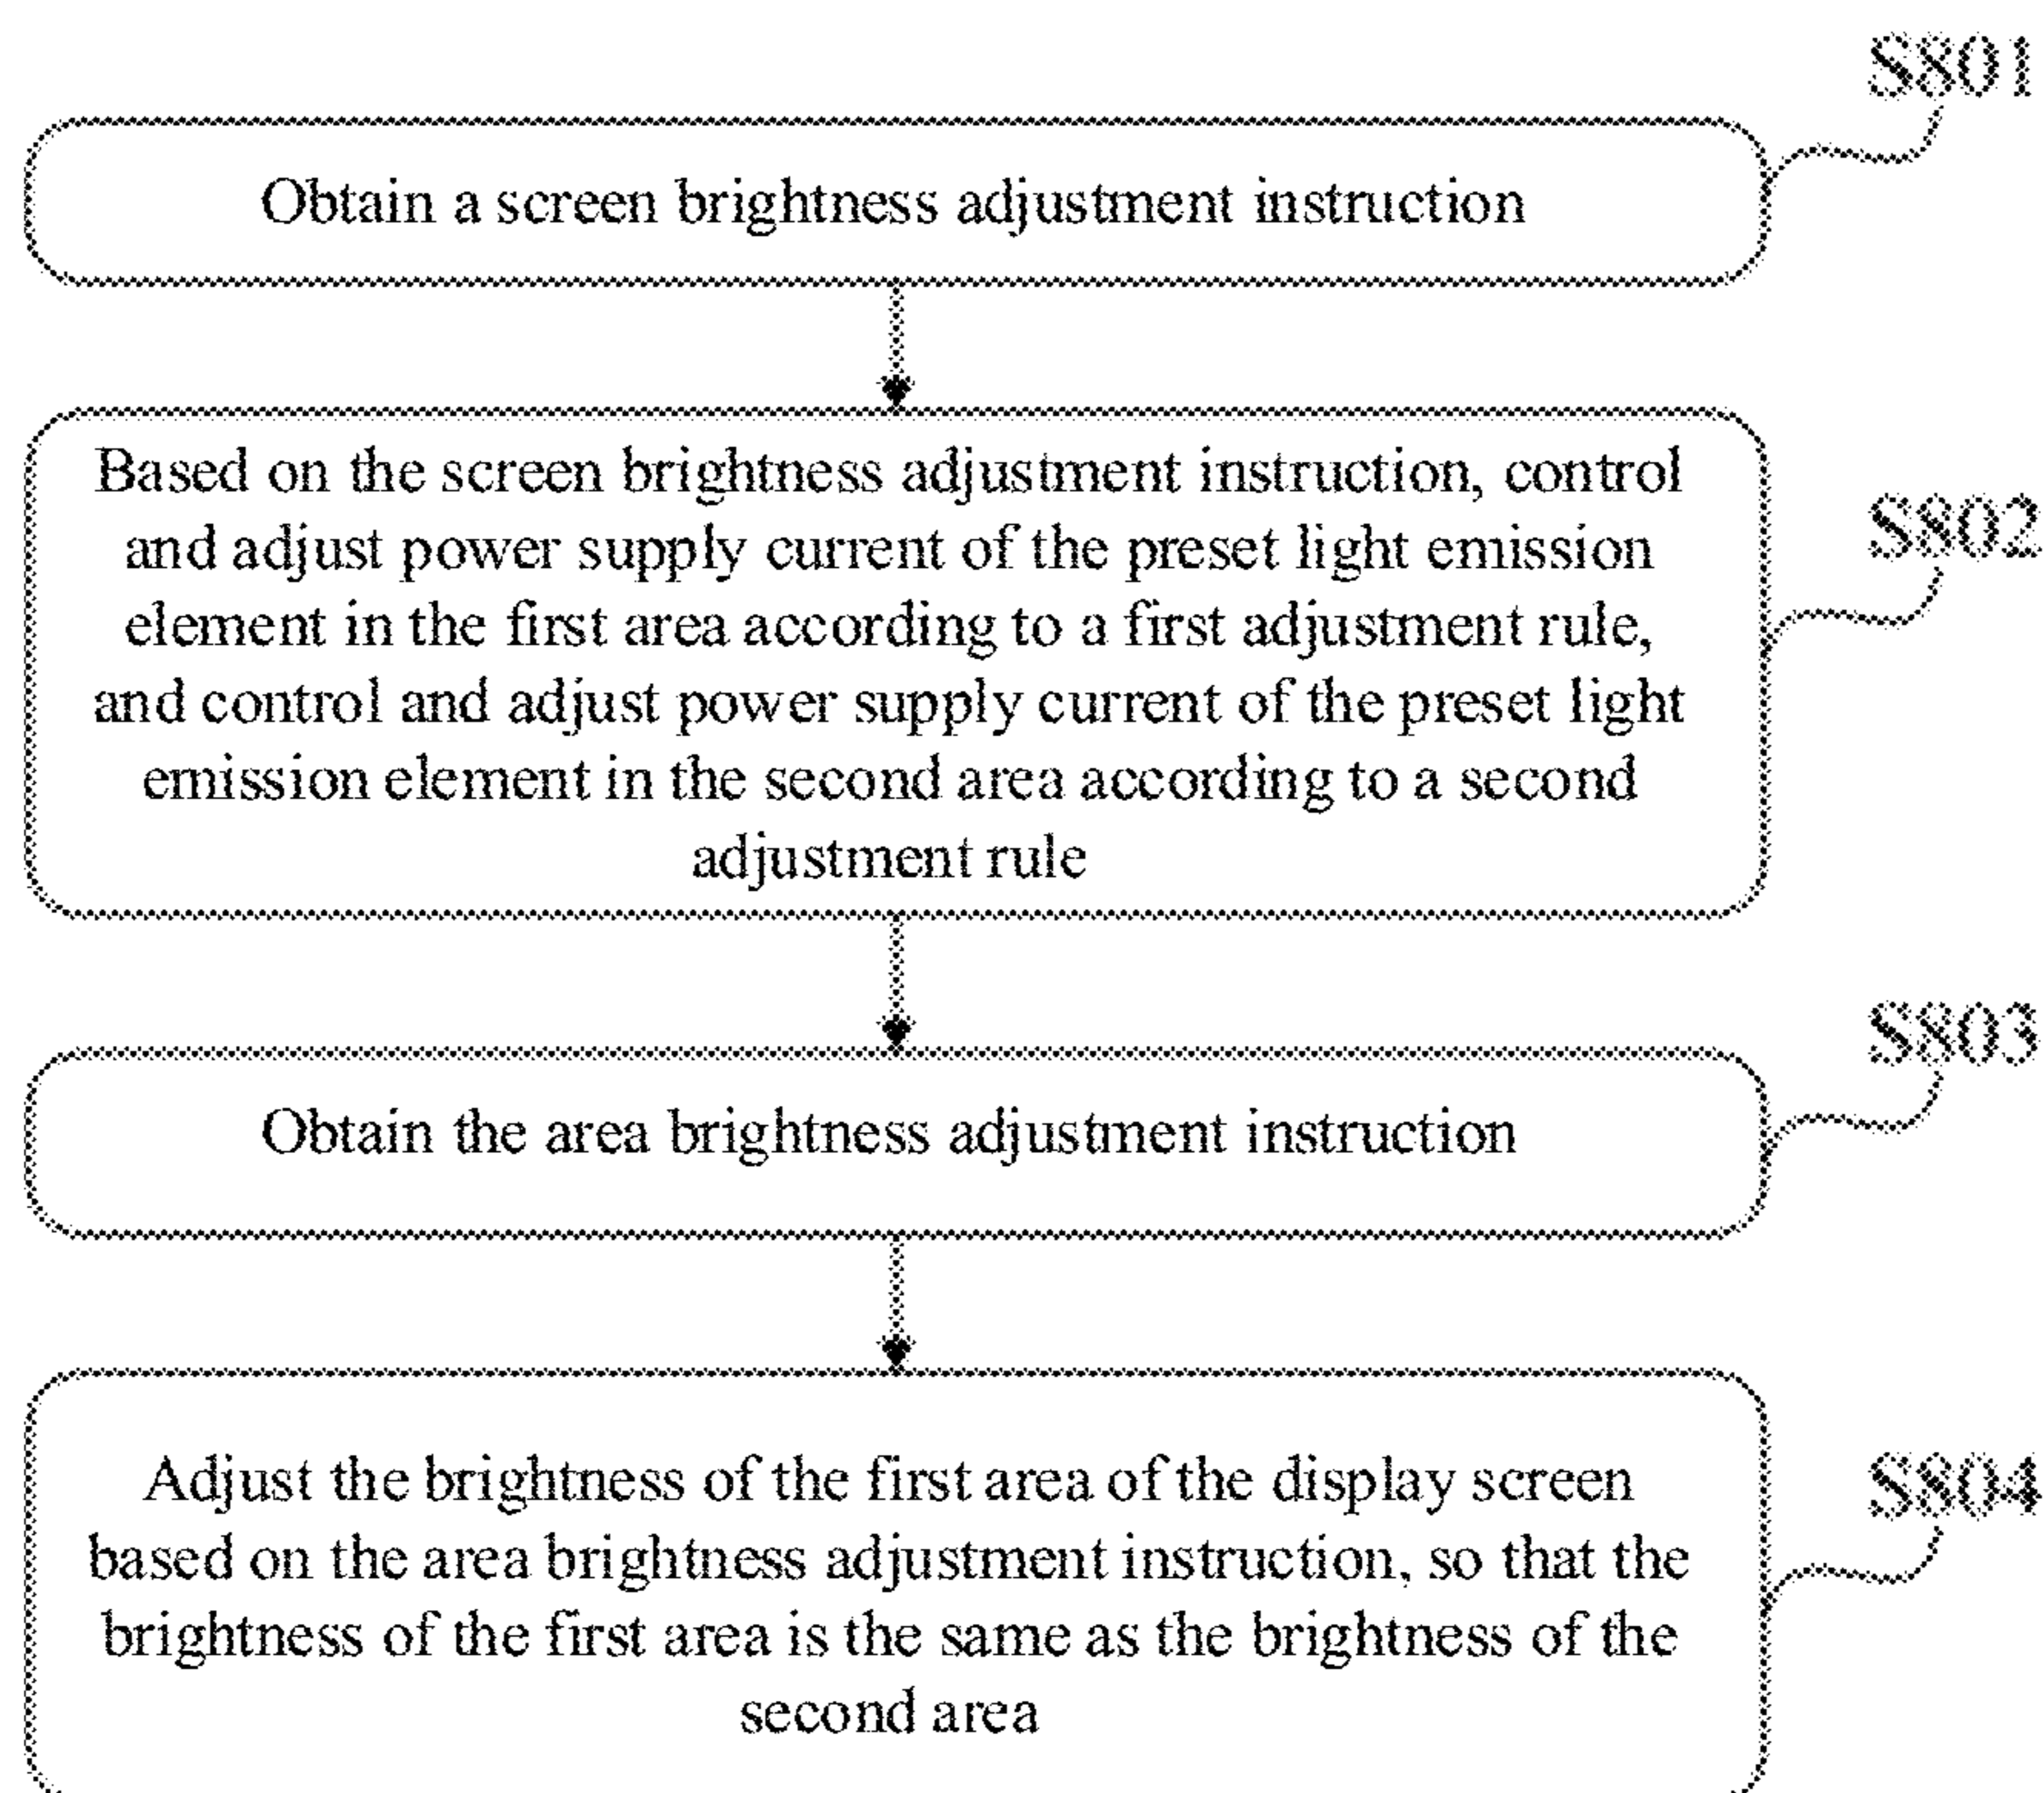 S801
Obtain a screen brightness adjustment instruction
Based on the screen brightness adjustment instruction, control
and adjust power supply current of the preset light emission
element in the first area according to a first adjustment rule,
and control and adjust power supply current of the preset light
emission element in the second area according to a second
adjustment rule
S802
S803
Obtain the area brightness adjustment instruction
Adjust the brightness of the first area of the display screen
based on the area brightness adjustment instruction, so that the
brightness of the first area is the same as the brightness of the
second area
S804